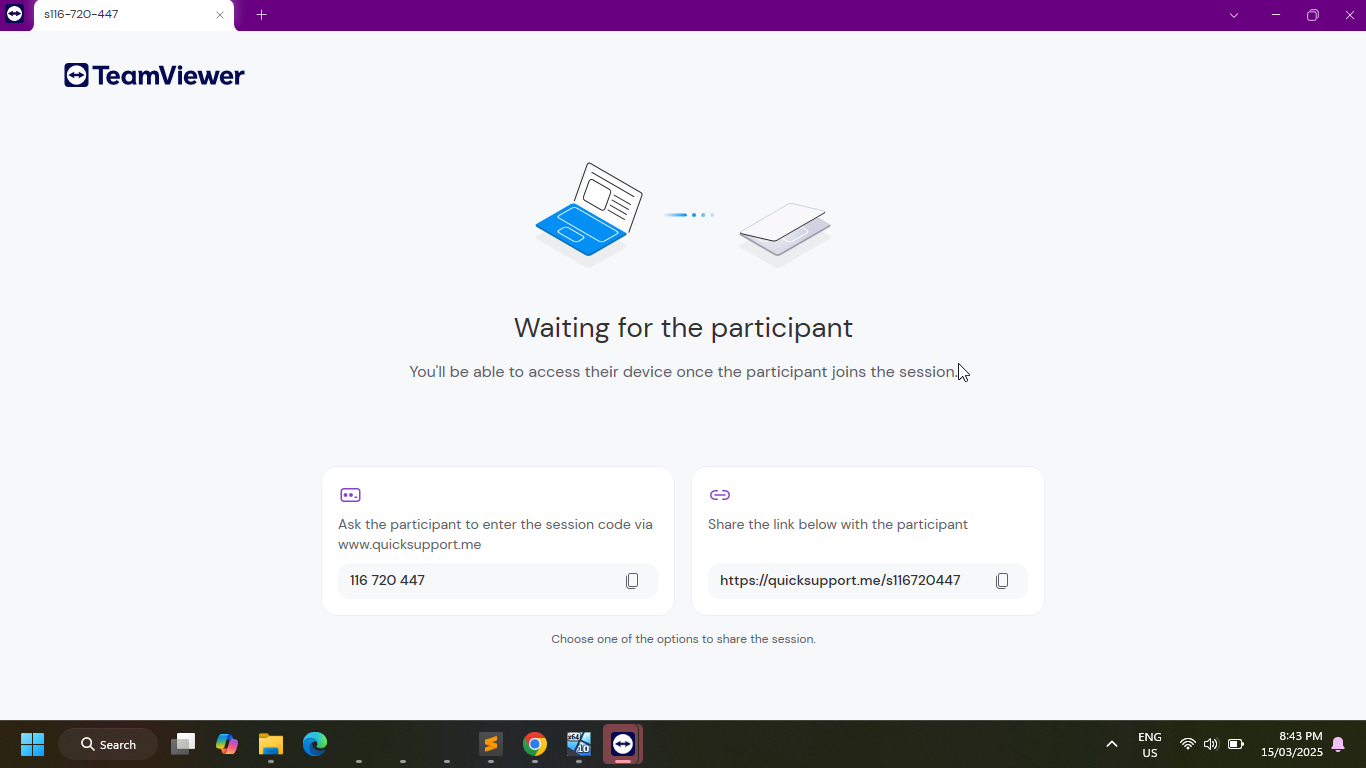 s116-720-447
TeamViewer
Waiting for the participant
You'll be able to access their device once the participant joins the session.
Ask the participant to enter the session code via
www.quicksupport.me
116 720 447
Share the link below with the participant
https://quicksupport.me/s116720447
Choose one of the options to share the session.
Search
x64
10
ENG
US
8:43 PM
15/03/2025